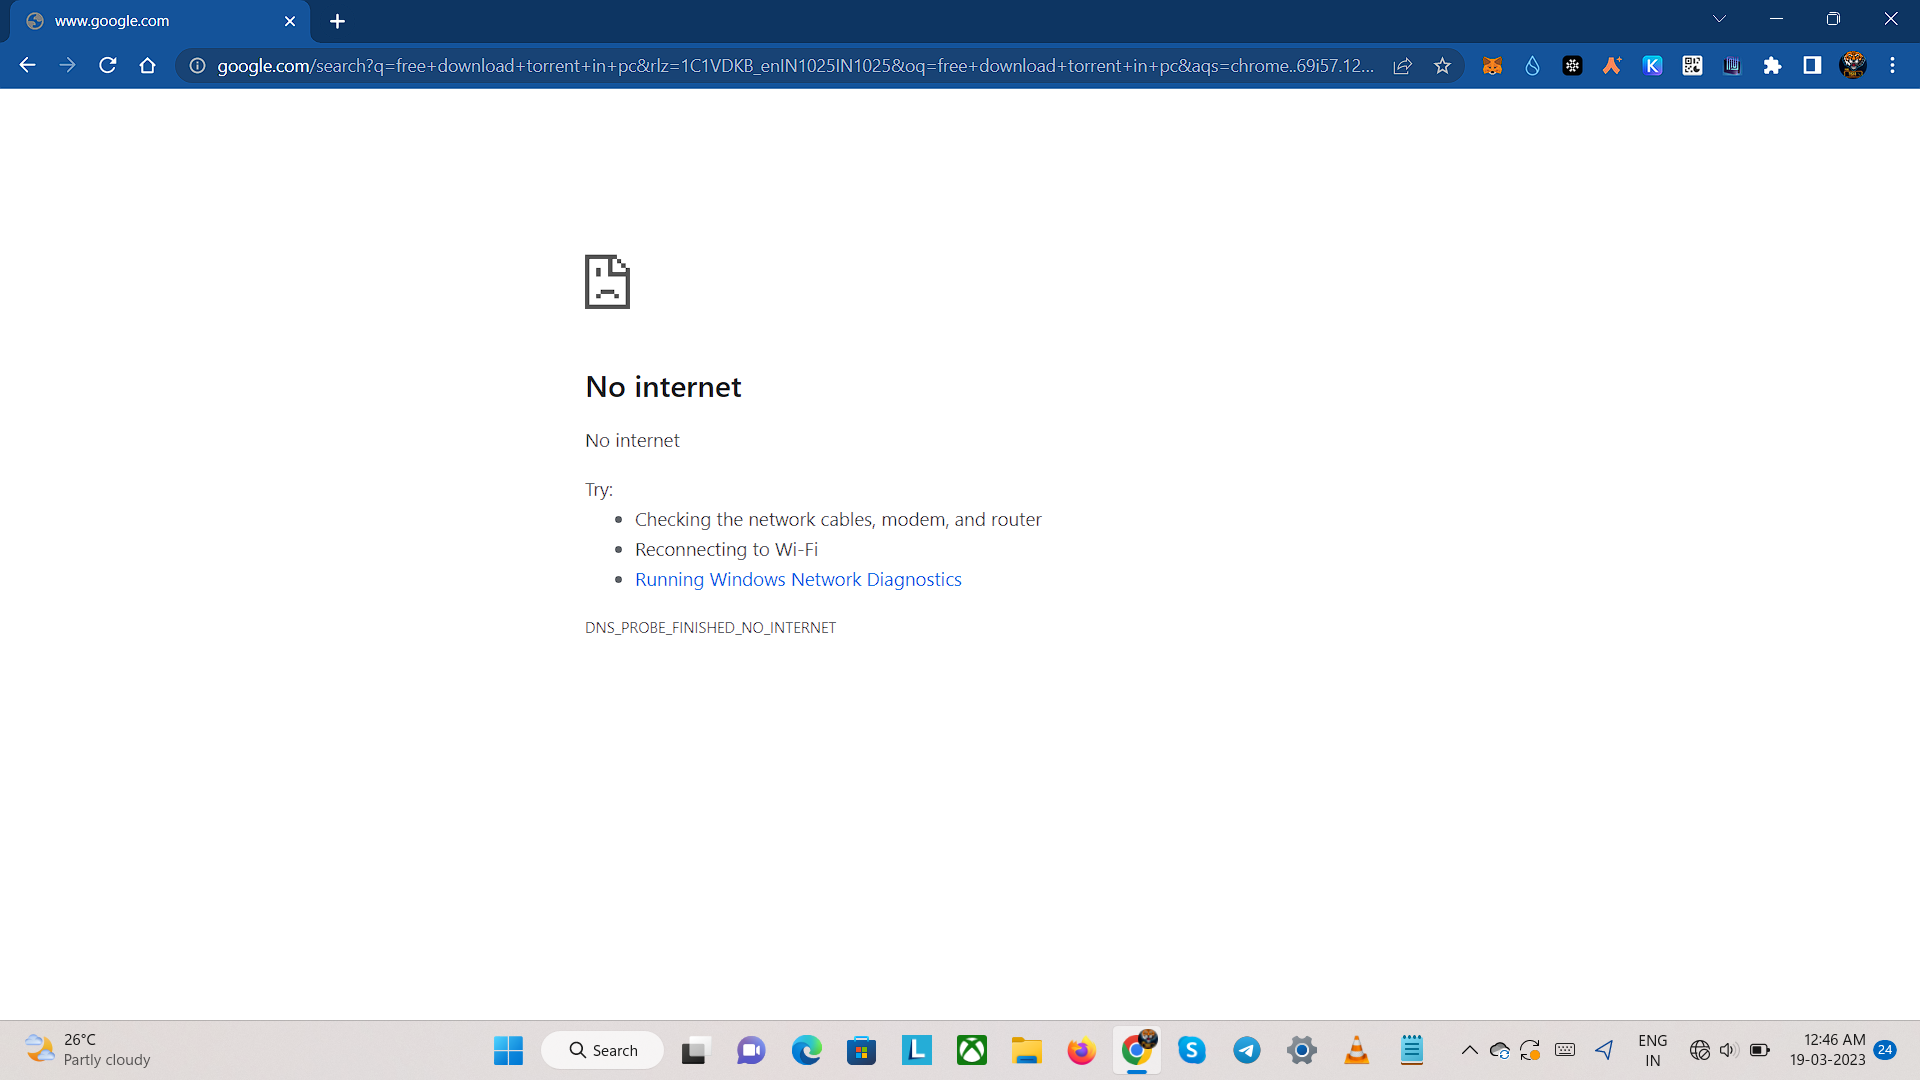 www.google.com
google.com/search?q=free+download+torrent+in+pc&rlz=1C1VDKB_enIN1025IN1025&oq=free+download+torrent+in+pc&aqs=chrome..69i57.12...
No internet
No internet
Try:
Checking the network cables, modem, and router
Reconnecting to Wi-Fi
Running Windows Network Diagnostics
DNS_PROBE_FINISHED_NO_INTERNET
26°C
Partly cloudy
Search
ENG
IN
12:46 AM
19-03-2023
24